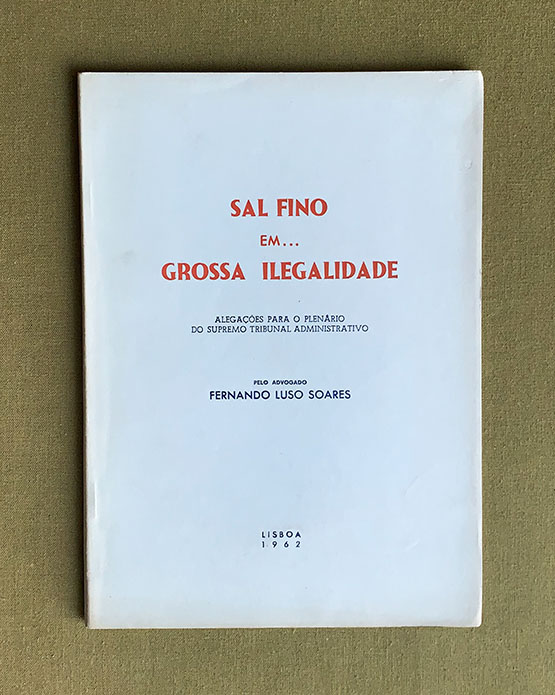 SAL FINO
EM...
GROSSA ILEGALIDADE
ALEGAÇÕES PARA O PLENÁRIO
DO SUPREMO TRIBUNAL ADMINISTRATIVO
PELO ADVOGADO
FERNANDO LUSO SOARES
LISBOA
1962